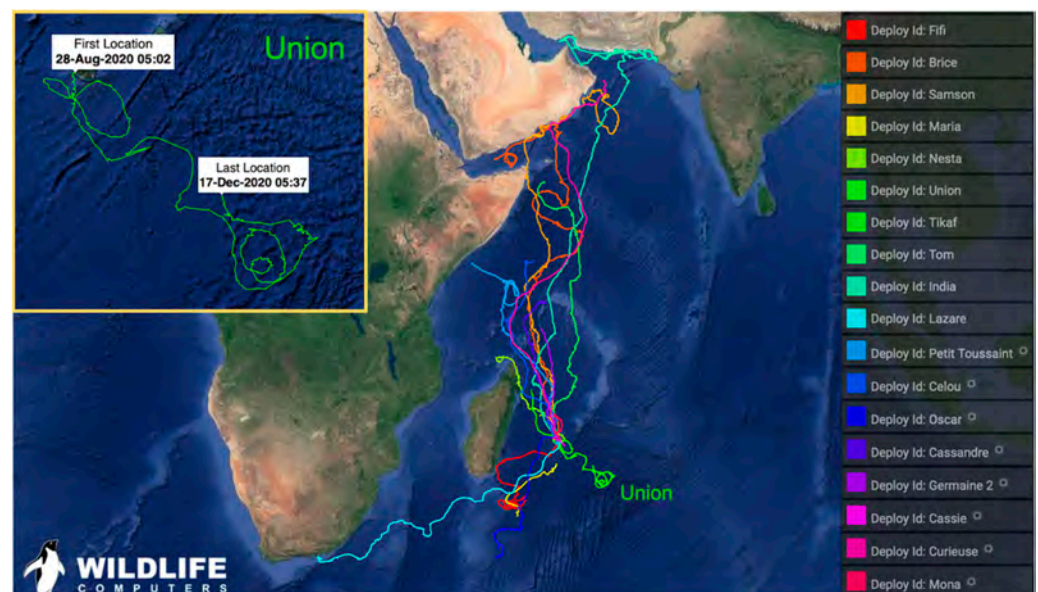 First Location
28-Aug-2020 05:02
Union
Last Location
17-Dec-2020 05:37
Union
WILDLIFE
COMPUTERS
Deploy Id: Fifi
Deploy Id: Brice
Deploy Id: Samson
Deploy Id: Maria
Deploy Id: Nesta
Deploy Id: Union
Deploy Id: Tikaf
Deploy Id: Tom
Deploy Id: India
Deploy Id: Lazare
Deploy Id: Petit Toussaint
Deploy Id: Celou
Deploy Id: Oscar
Deploy Id: Cassandre
Deploy Id: Germaine 2
Deploy Id: Cassie
Deploy Id: Curieuse
Deploy Id: Mona